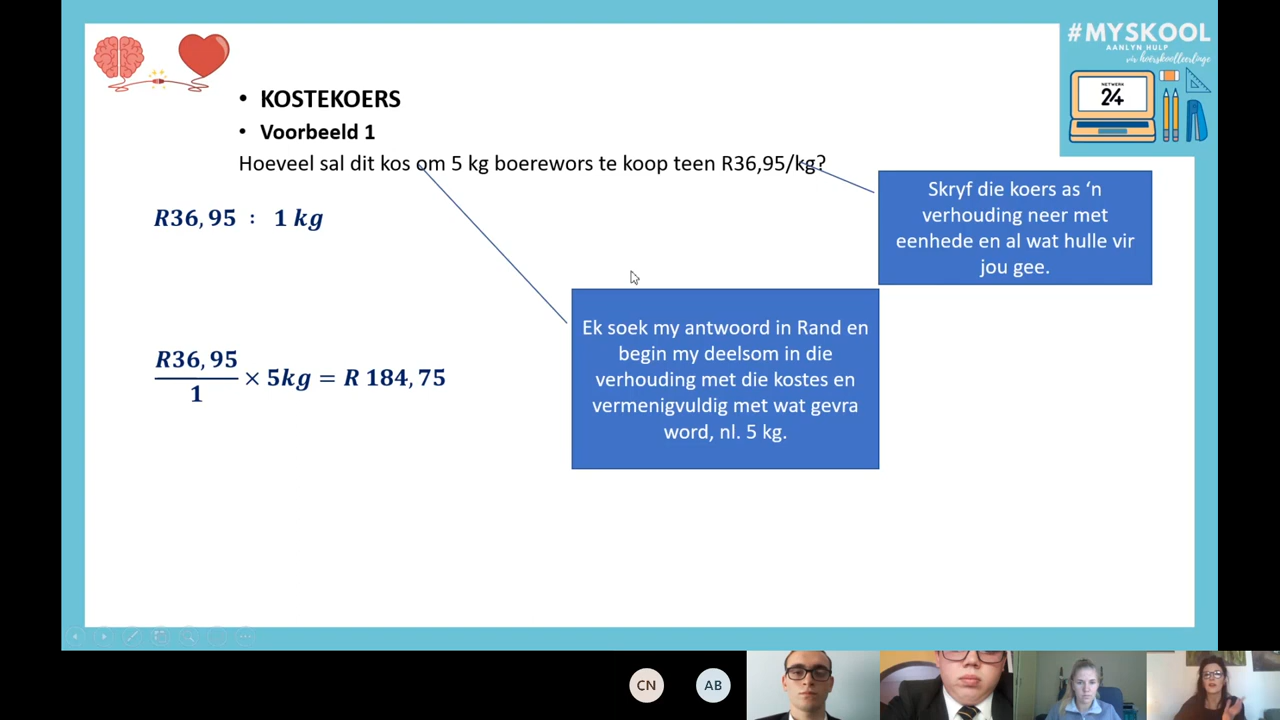 #MYSKOOL
AANLYN HULP
vir hoërskoolleerlinge
NETWERK
24
• KOSTEKOERS
• Voorbeeld 1
Hoeveel sal dit kos om 5 kg boerewors te koop teen R36,95/kg?
R36,95 : 1 kg
Skryf die koers as ‘n
verhouding neer met
eenhede en al wat hulle vir
jou gee.
Ek soek my antwoord in Rand en
begin my deelsom in die
verhouding met die kostes en
vermenigvuldig met wat gevra
word, nl. 5 kg.
R36,95
1
× 5kg = R 184,75
CN
AB